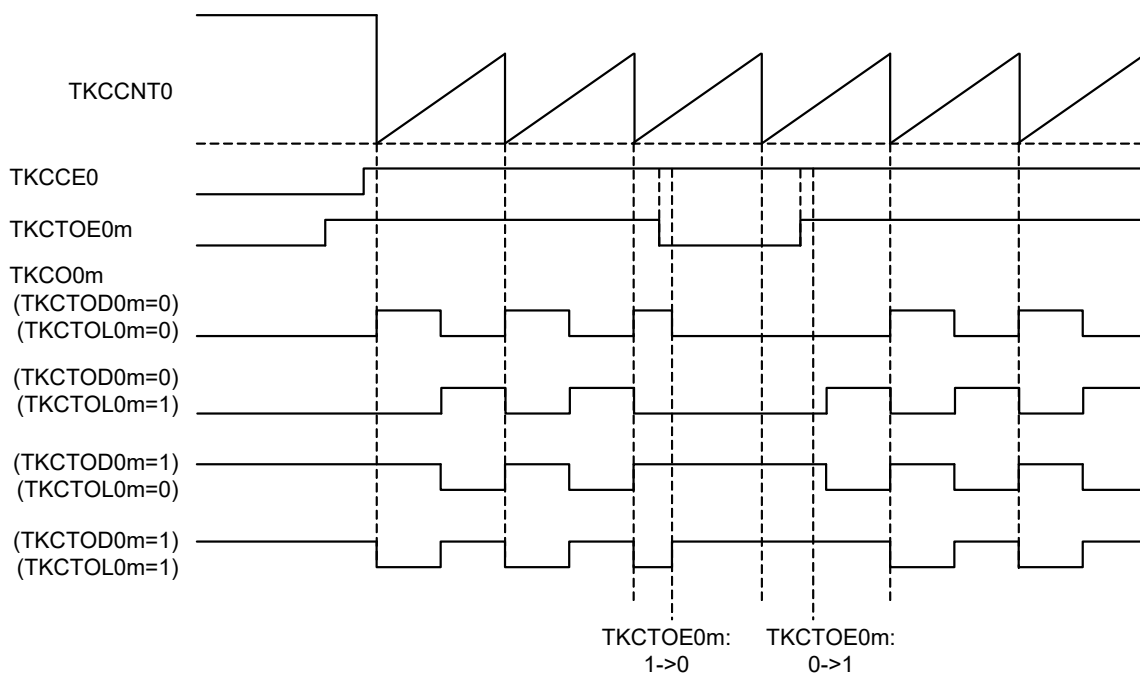 TKCCNT0
TKCCE0
TKCTOE0m
TKCO0m
(TKCTOD0m=0)
(TKCTOL0m=0)
(TKCTOD0m=0)
(TKCTOL0m=1)
(TKCTOD0m=1)
(TKCTOL0m=0)
(TKCTOD0m=1)
(TKCTOL0m=1)
TKCTOE0m:
1->0
TKCTOE0m:
0->1